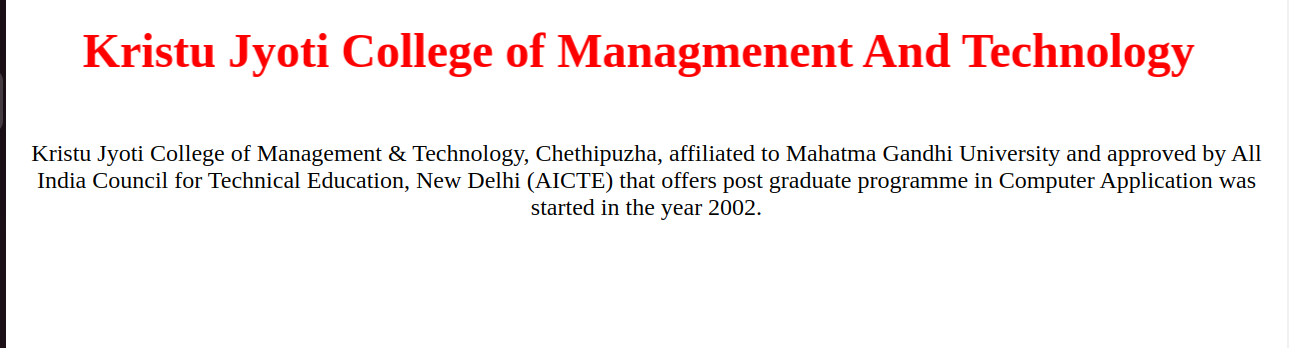 Kristu Jyoti College of Managmenent And Technology
Kristu Jyoti College of Management & Technology, Chethipuzha, affiliated to Mahatma Gandhi University and approved by All
India Council for Technical Education, New Delhi (AICTE) that offers post graduate programme in Computer Application was
started in the year 2002.